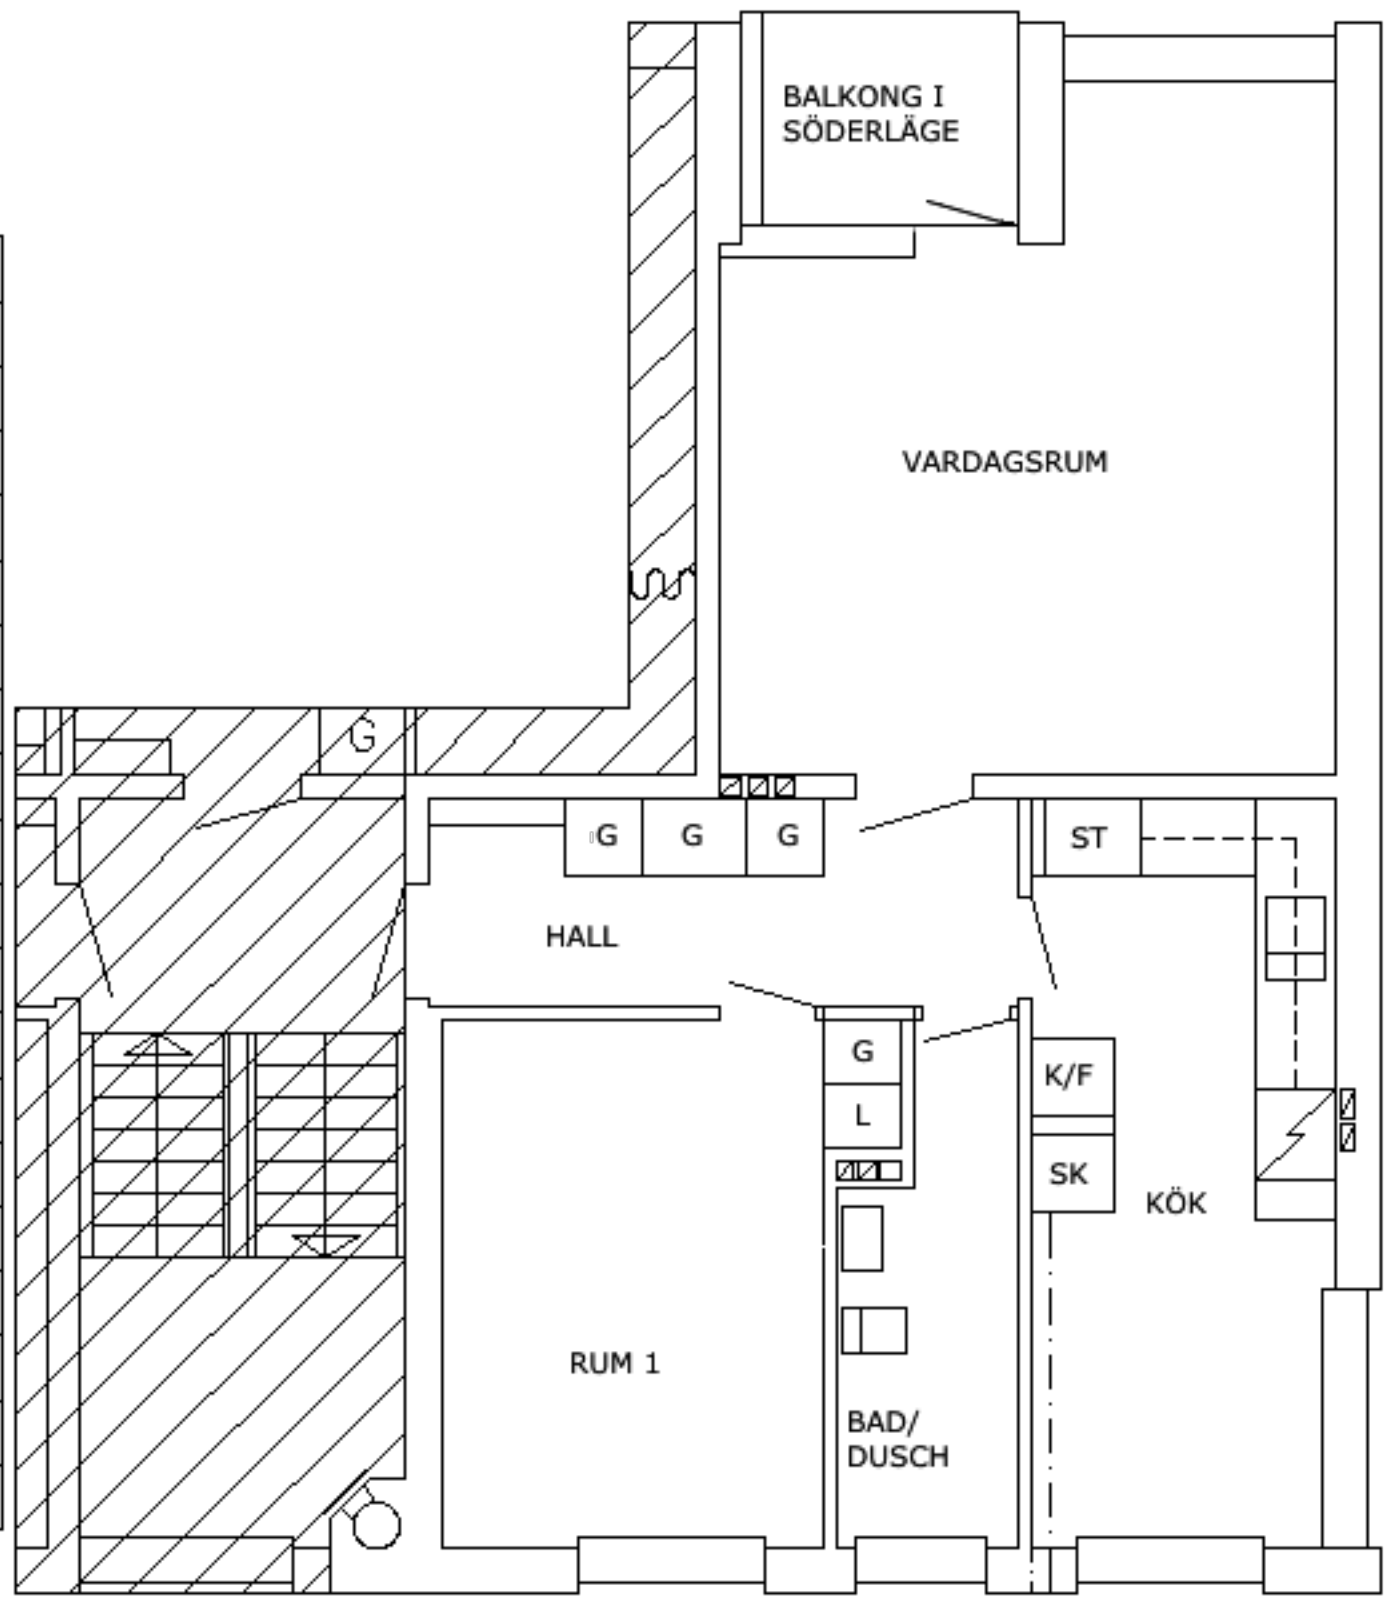 BALKONG I
SÖDERLÄGE
VARDAGSRUM
G
G
G
G
ST
HALL
G
K/F
L
SK
KÖK
RUM 1
BAD/
DUSCH